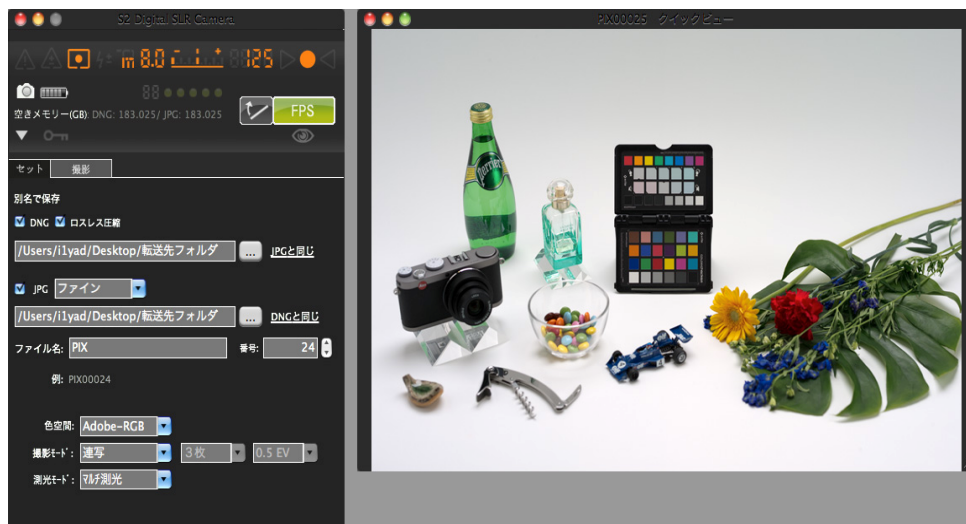 S2 Digital SLR Camera
m 8.0 125
空きメモリー(GB): DNG: 183.025/ JPG: 183.025
FPS
セット 撮影
別名で保存
DNG ロスレス圧縮
/Users/i1yad/Desktop/転送先フォルダ ... JPGと同じ
JPG ファイン
/Users/i1yad/Desktop/転送先フォルダ ... DNGと同じ
ファイル名: PIX 番号: 24
例: PIX00024
色空間: Adobe-RGB
撮影ﾓｰﾄﾞ: 連写 3枚 0.5 EV
測光ﾓｰﾄﾞ: ﾏﾙﾁ測光
PIX00025 クイックビュー
Perrier